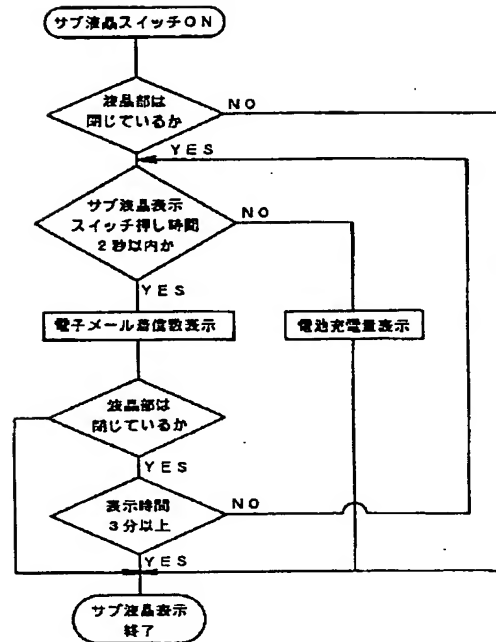 サブ液晶スイッチON
液晶部は
閉じているか
NO
YES
サブ液晶表示
スイッチ押し時間
2秒以内か
NO
YES
電子メール着信数表示
電池充電量表示
液晶部は
閉じているか
YES
表示時間
3分以上
NO
YES
サブ液晶表示
終了